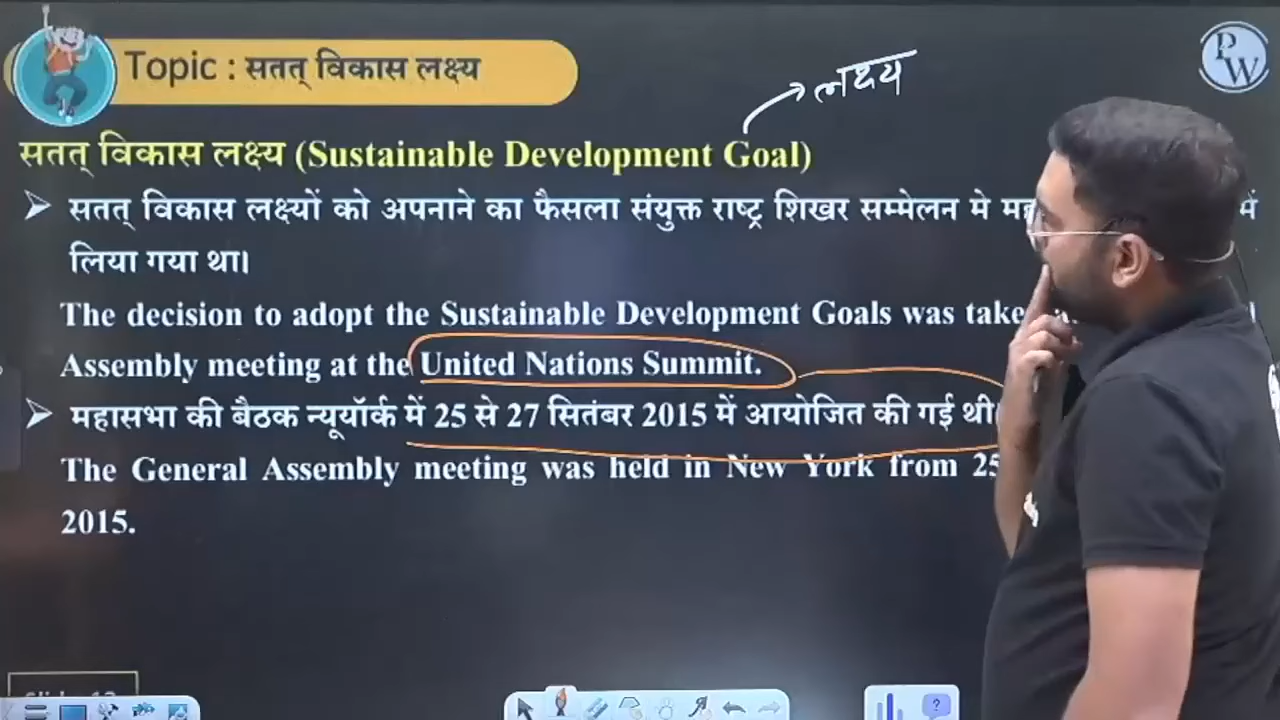 Topic : सतत् विकास लक्ष्य
PW
लक्ष्य
सतत् विकास लक्ष्य (Sustainable Development Goal)
सतत् विकास लक्ष्यों को अपनाने का फैसला संयुक्त राष्ट्र शिखर सम्मेलन मे में
लिया गया था।
The decision to adopt the Sustainable Development Goals was take
Assembly meeting at the United Nations Summit.
महासभा की बैठक न्यूयॉर्क में 25 से 27 सितंबर 2015 में आयोजित की गई थी।
The General Assembly meeting was held in New York from 25
2015.